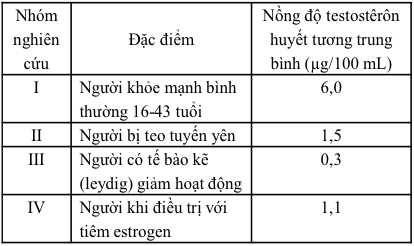 Nhóm nghiên cứu | Đặc điểm | Nồng độ testostêrôn huyết tương trung bình (µg/100 mL)
I | Người khỏe mạnh bình thường 16-43 tuổi | 6,0
II | Người bị teo tuyến yên | 1,5
III | Người có tế bào kẽ (leydig) giảm hoạt động | 0,3
IV | Người khi điều trị với tiêm estrogen | 1,1